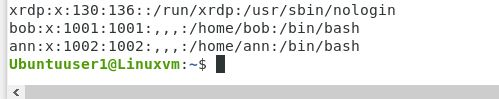 xrdp:x:130:136::/run/xrdp:/usr/sbin/nologin
bob:x:1001:1001:,,,:/home/bob:/bin/bash
ann:x:1002:1002:,,,:/home/ann:/bin/bash
Ubuntuuser1@Linuxvm:~$